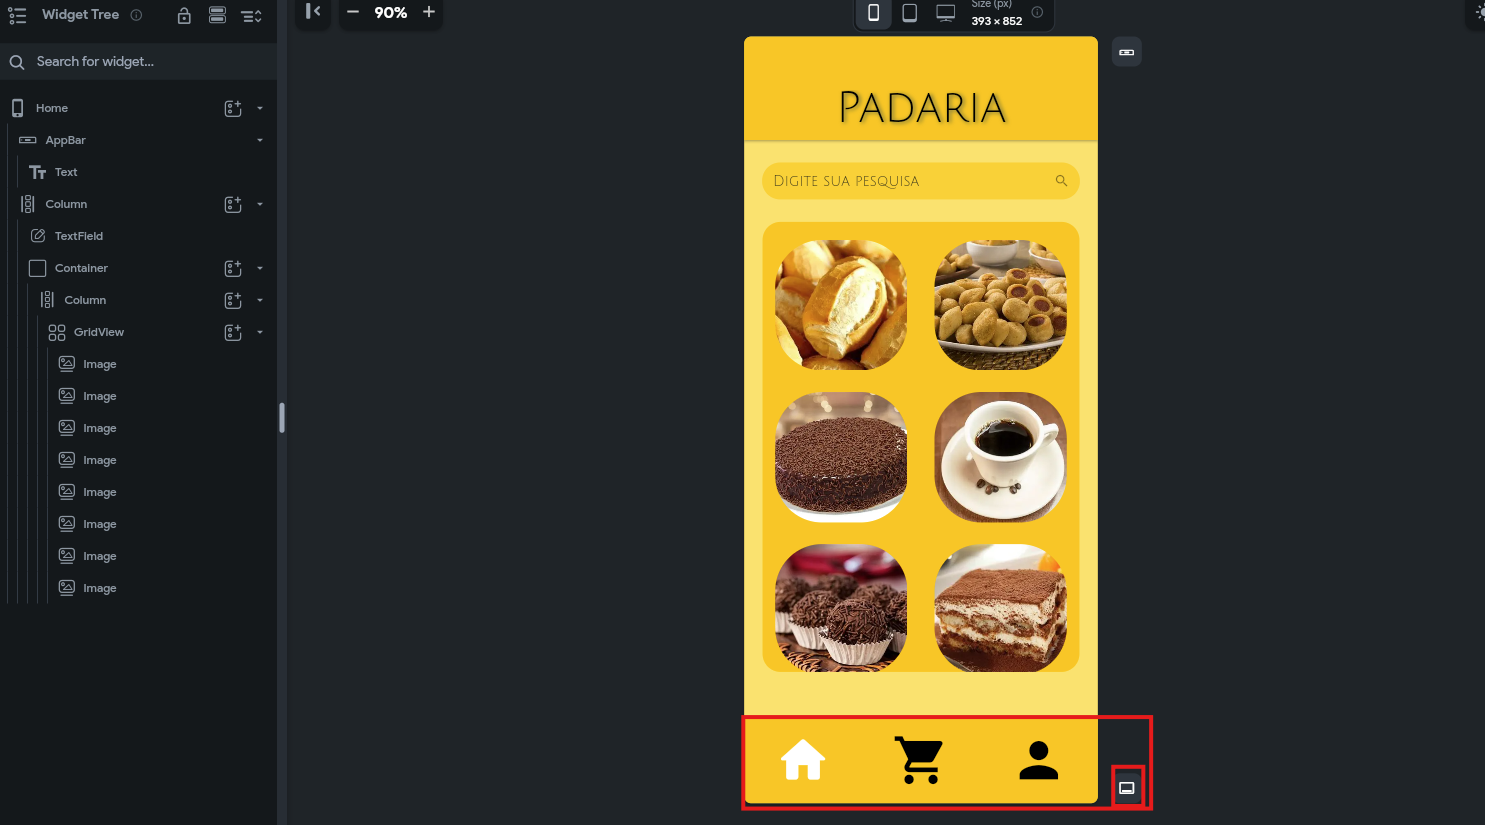 Widget Tree
90%
Size (px)
393 × 852
Search for widget...
Home
AppBar
Text
Column
TextField
Container
Column
GridView
Image
Image
Image
Image
Image
Image
Image
Image
PADARIA
DIGITE SUA PESQUISA